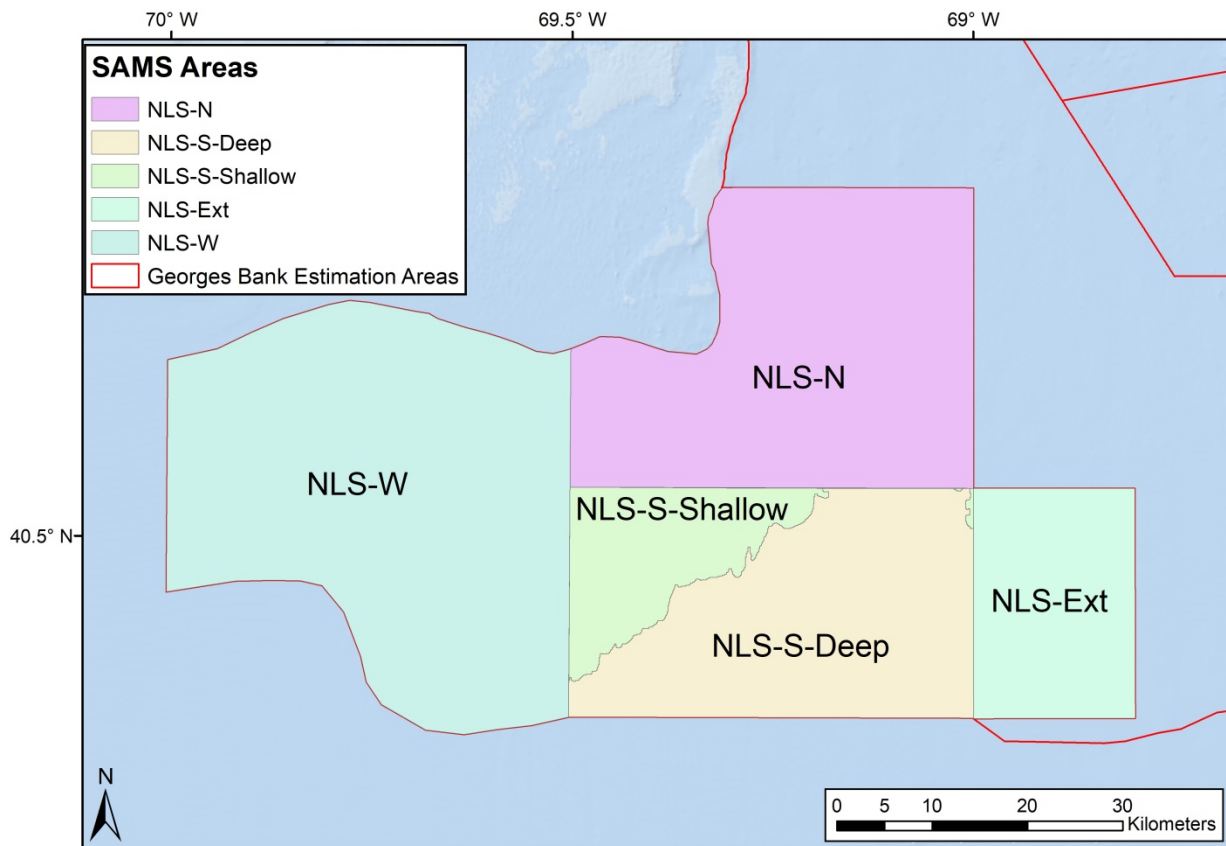 70° W
69.5° W
69° W
SAMS Areas
NLS-N
NLS-S-Deep
NLS-S-Shallow
NLS-Ext
NLS-W
Georges Bank Estimation Areas
NLS-N
NLS-W
NLS-S-Shallow
40.5° N
NLS-Ext
NLS-S-Deep
N
0 5 10 20 30
Kilometers